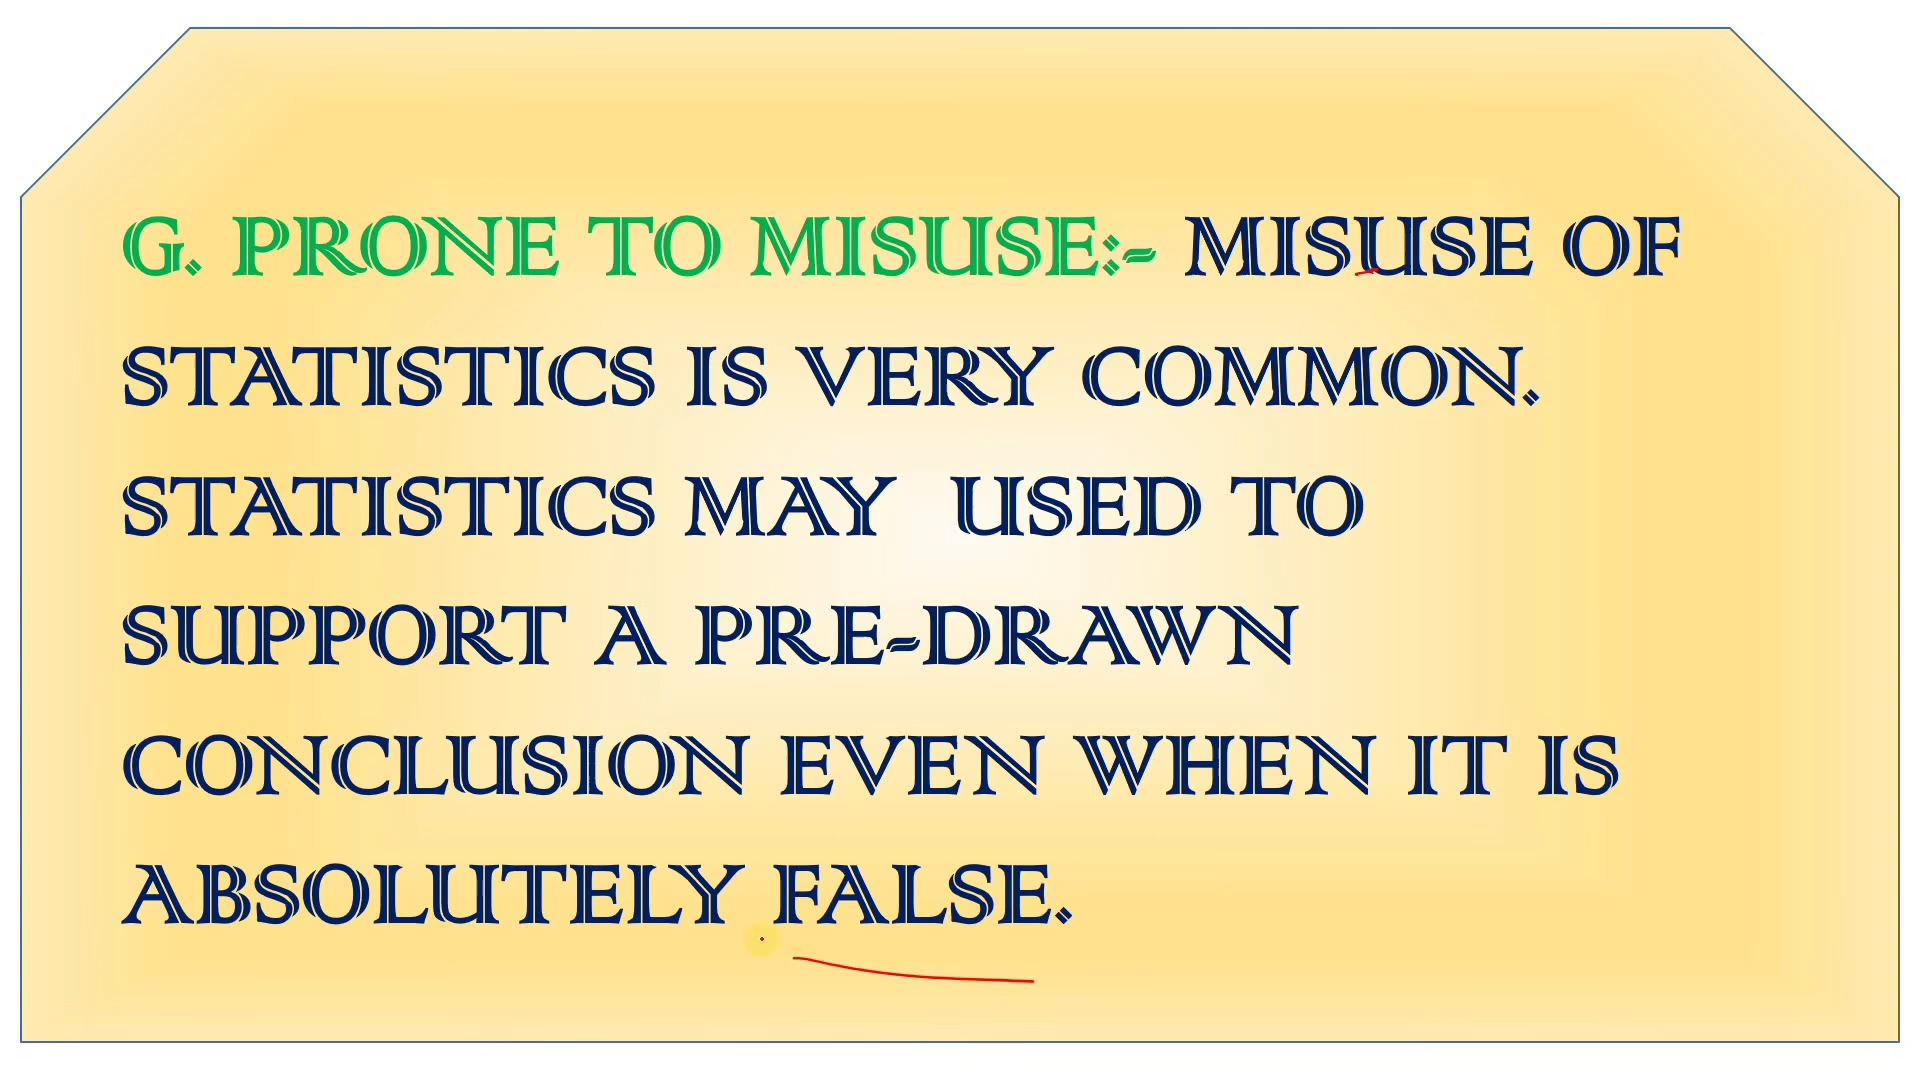 G. PRONE TO MISUSE:- MISUSE OF
STATISTICS IS VERY COMMON.
STATISTICS MAY  USED TO
SUPPORT A PRE-DRAWN
CONCLUSION EVEN WHEN IT IS
ABSOLUTELY FALSE.